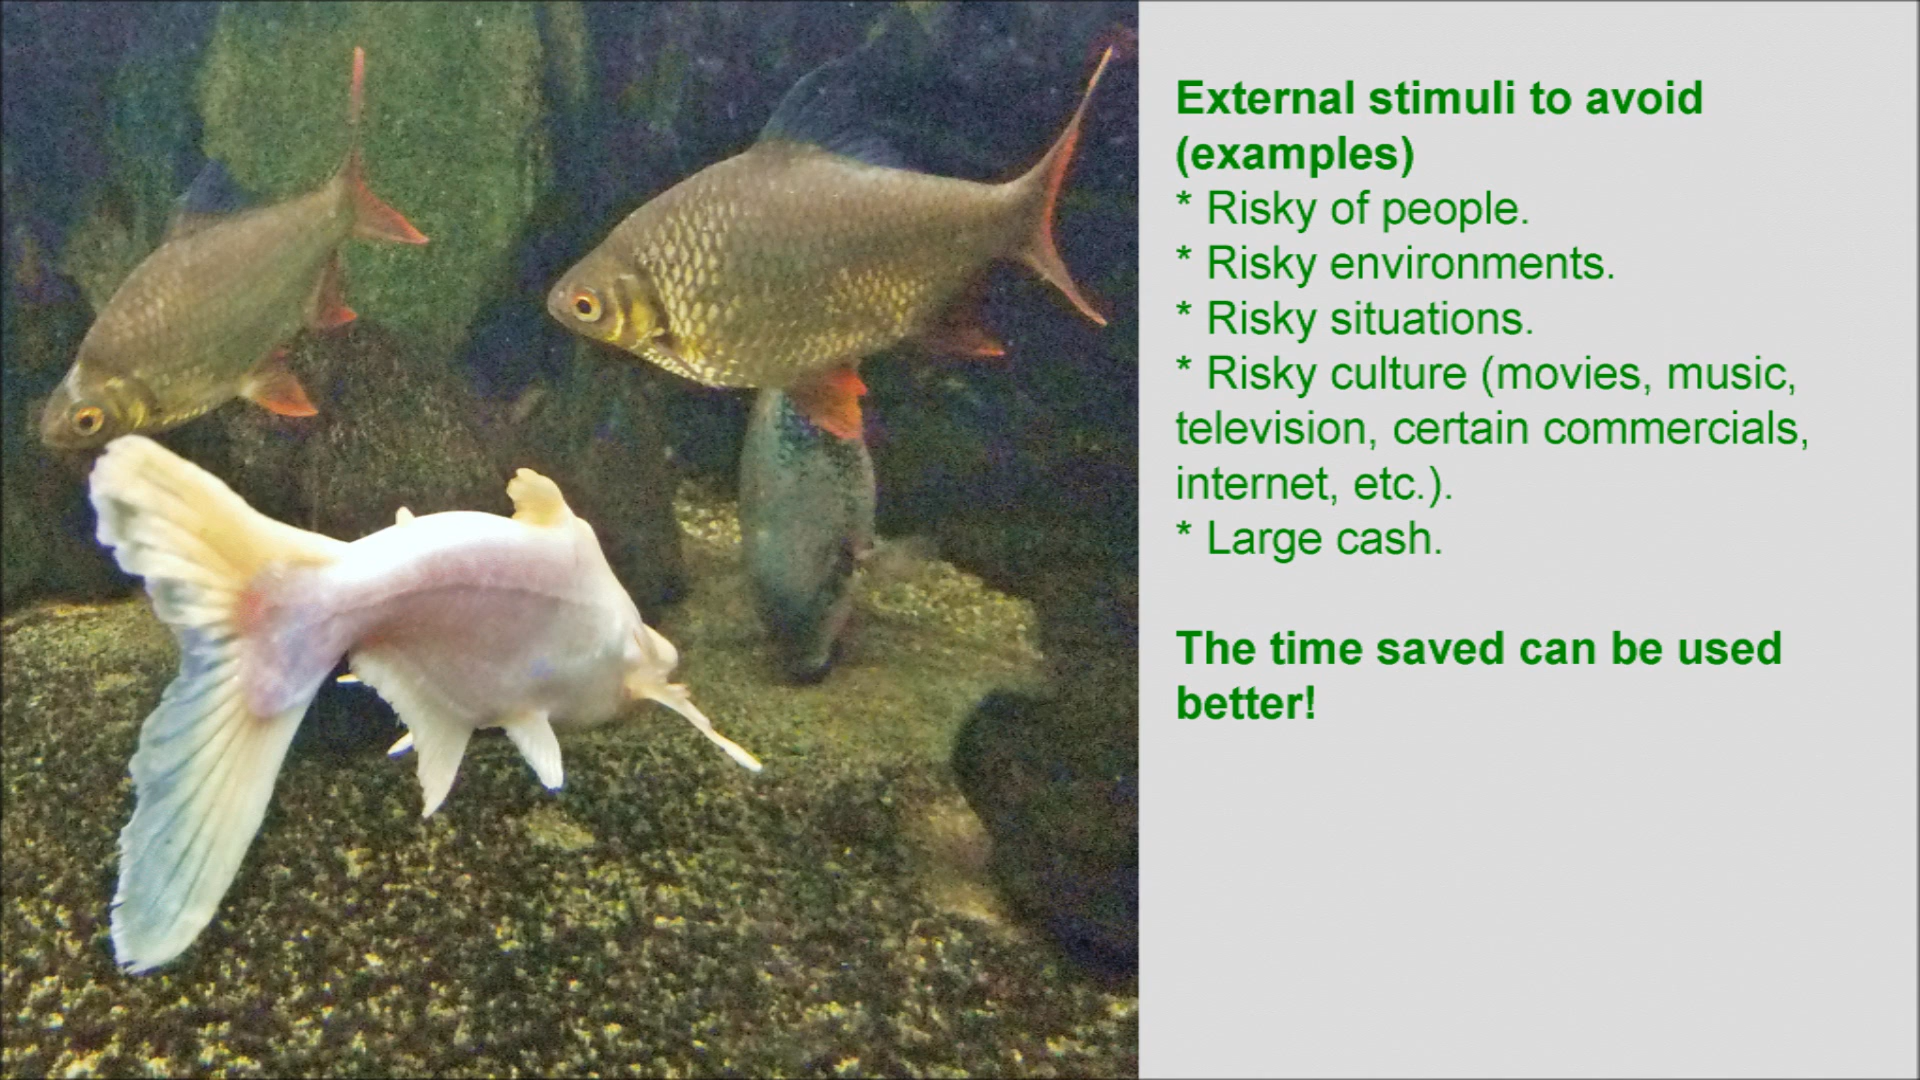 External stimuli to avoid
(examples)
* Risky of people.
* Risky environments.
* Risky situations.
* Risky culture (movies, music,
television, certain commercials,
internet, etc.).
* Large cash.
The time saved can be used
better!